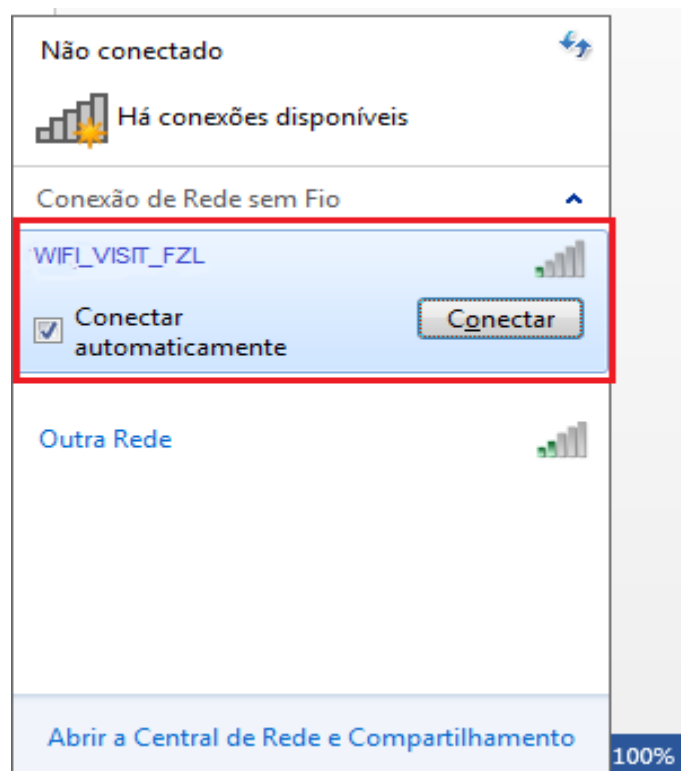 Não conectado
Há conexões disponíveis
Conexão de Rede sem Fio
WIFI_VISIT_FZL
Conectar
automaticamente
Conectar
Outra Rede
Abrir a Central de Rede e Compartilhamento
100%